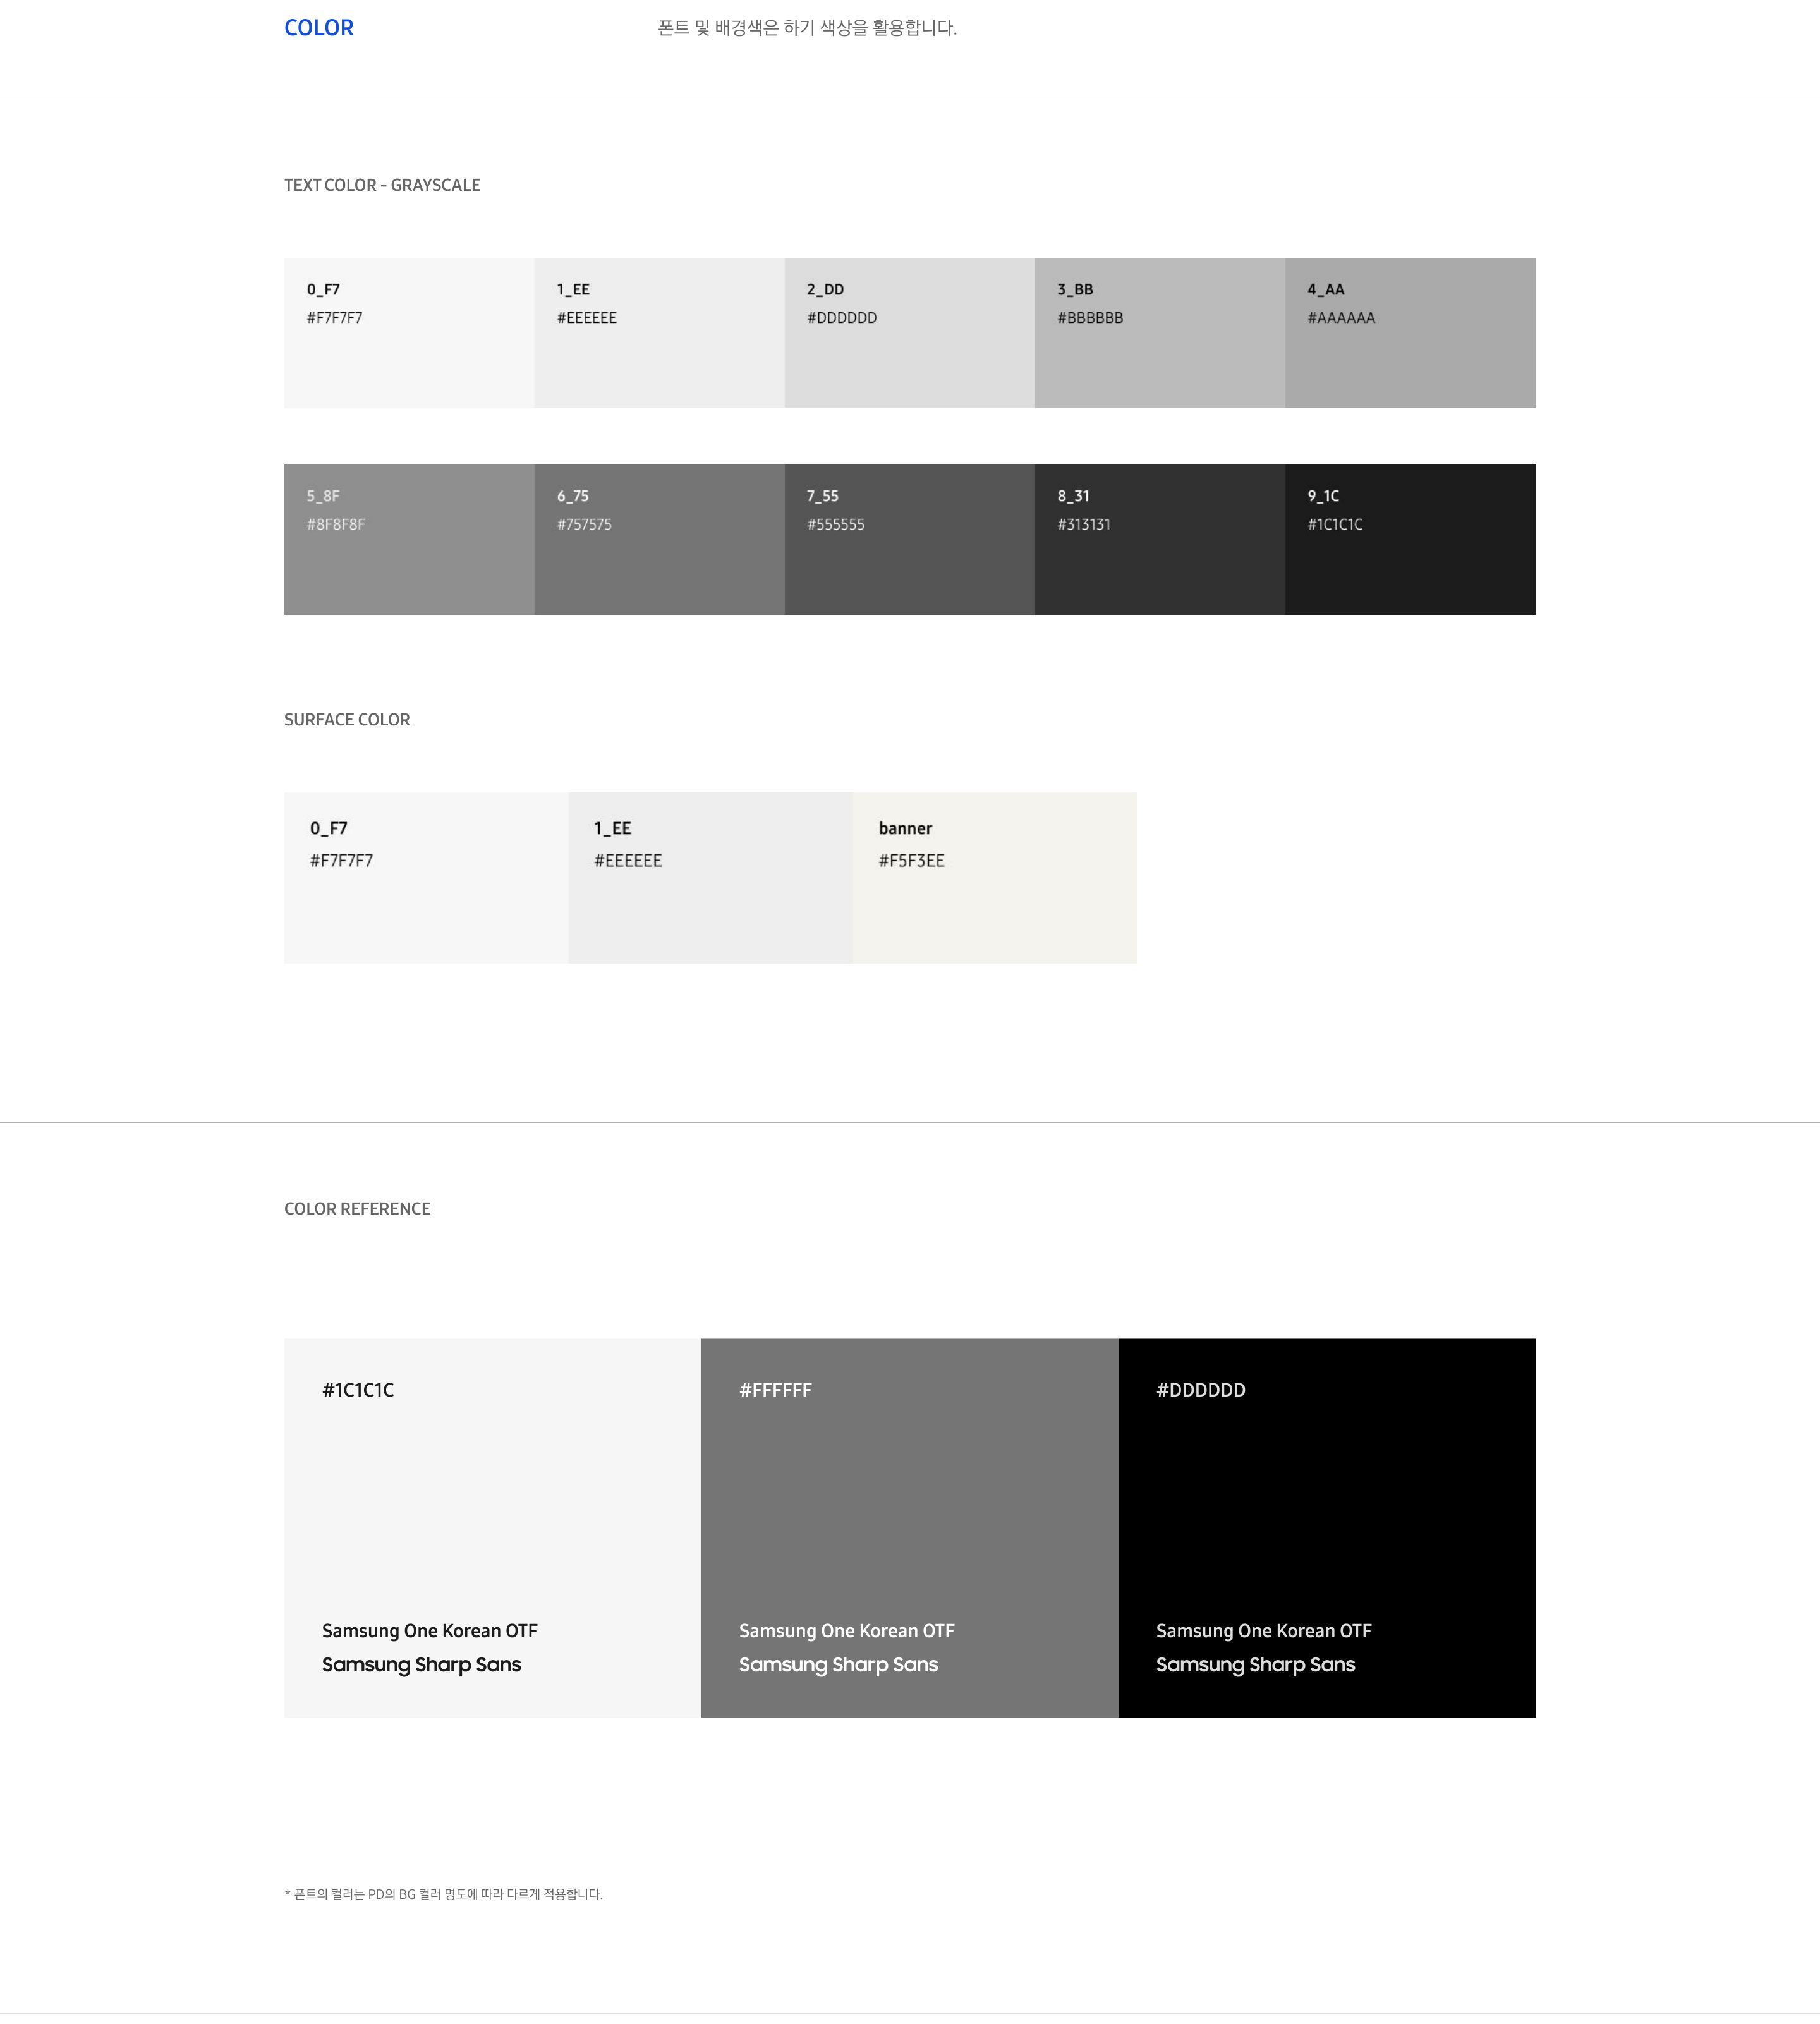 COLOR
폰트 및 배경색은 하기 색상을 활용합니다.
TEXT COLOR - GRAYSCALE
0_F7
#F7F7F7
1_EE
#EEEEEE
2_DD
#DDDDDD
3_BB
#BBBBBB
4_AA
#AAAAAA
5_8F
#8F8F8F
6_75
#757575
7_55
#555555
8_31
#313131
9_1C
#1C1C1C
SURFACE COLOR
0_F7
#F7F7F7
1_EE
#EEEEEE
banner
#F5F3EE
COLOR REFERENCE
#1C1C1C
Samsung One Korean OTF
Samsung Sharp Sans
#FFFFFF
Samsung One Korean OTF
Samsung Sharp Sans
#DDDDDD
Samsung One Korean OTF
Samsung Sharp Sans
* 폰트의 컬러는 PD의 BG 컬러 명도에 따라 다르게 적용합니다.